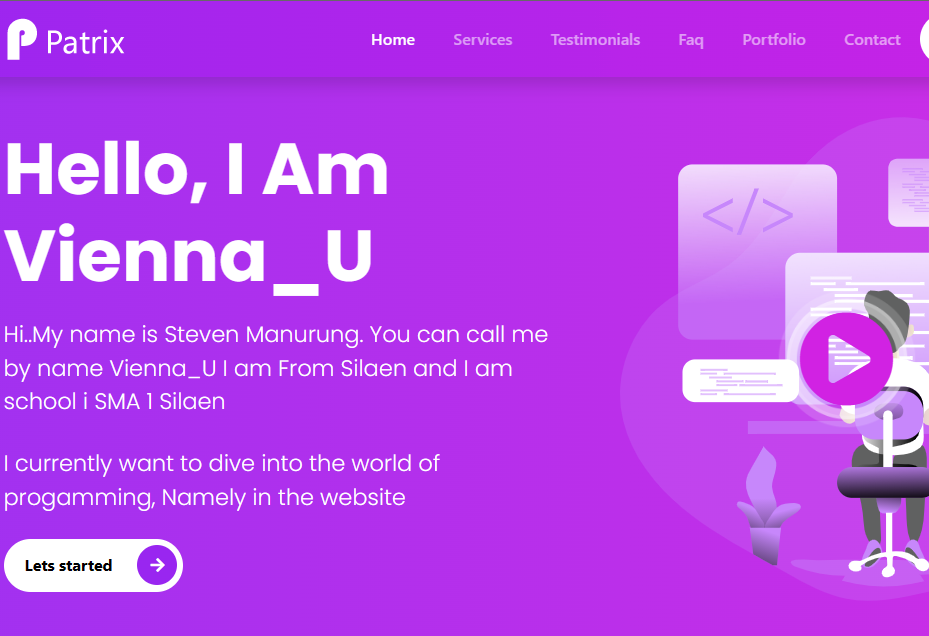 Patrix
Home Services Testimonials Faq Portfolio Contact
Hello, I Am
Vienna_U
Hi..My name is Steven Manurung. You can call me
by name Vienna_U I am From Silaen and I am
school i SMA 1 Silaen
I currently want to dive into the world of
progamming, Namely in the website
Lets started
</>